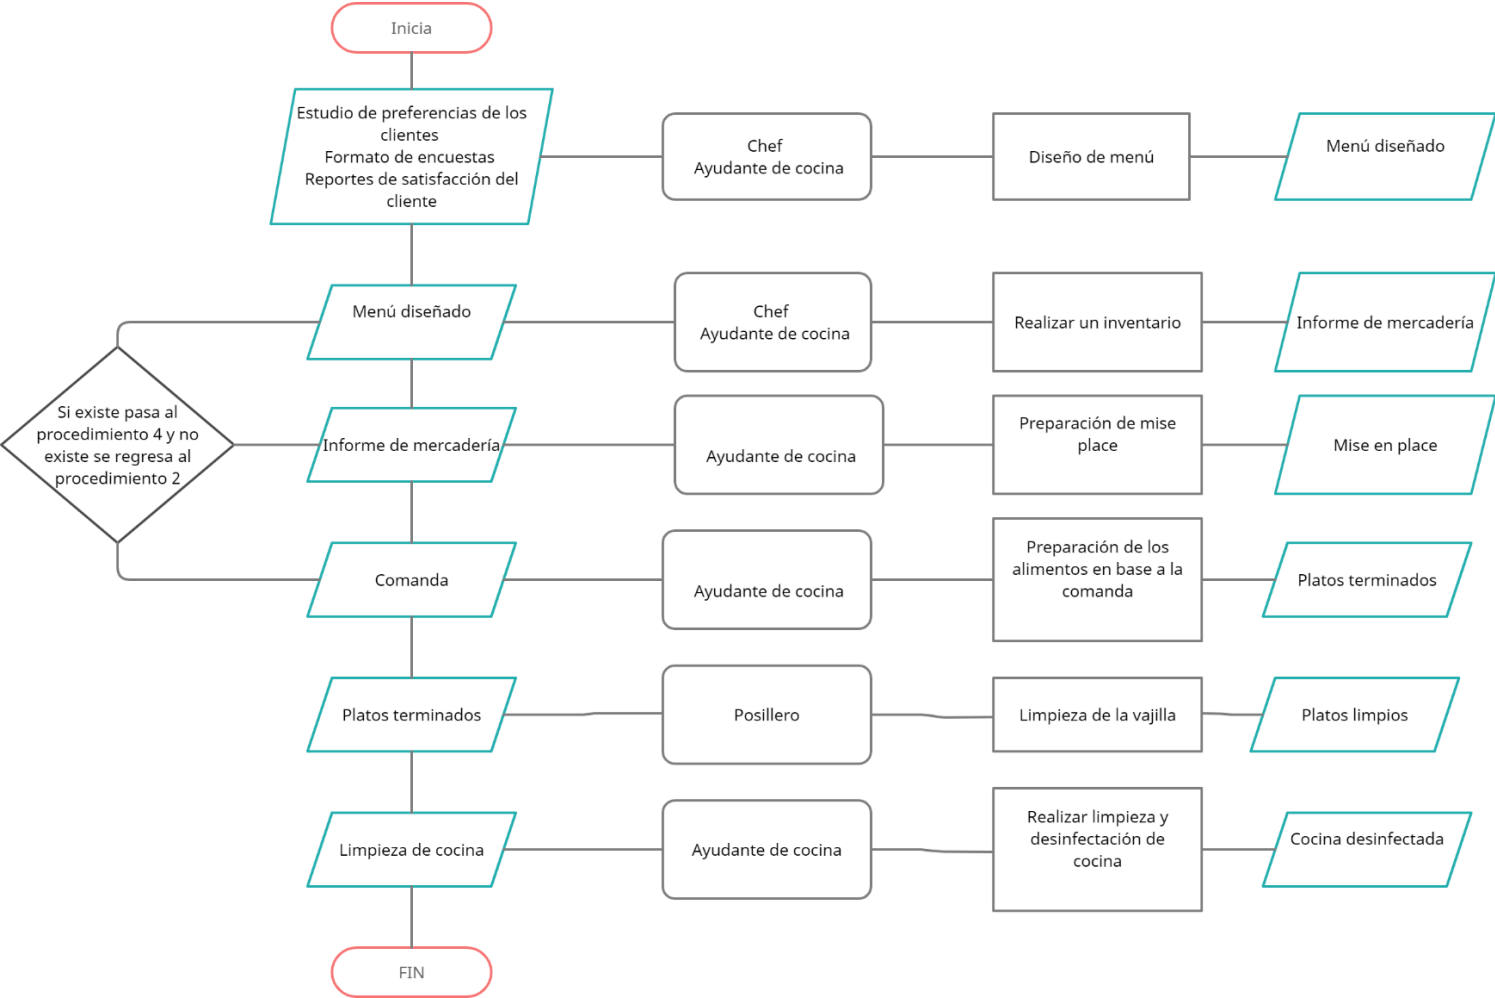 Inicia
Estudio de preferencias de los
clientes
Formato de encuestas
Reportes de satisfacción del
cliente
Chef
Ayudante de cocina
Diseño de menú
Menú diseñado
Menú diseñado
Chef
Ayudante de cocina
Realizar un inventario
Informe de mercadería
Si existe pasa al
procedimiento 4 y no
existe se regresa al
procedimiento 2
Informe de mercadería
Ayudante de cocina
Preparación de mise
place
Mise en place
Comanda
Ayudante de cocina
Preparación de los
alimentos en base a la
comanda
Platos terminados
Platos terminados
Posillero
Limpieza de la vajilla
Platos limpios
Limpieza de cocina
Ayudante de cocina
Realizar limpieza y
desinfectación de
cocina
Cocina desinfectada
FIN